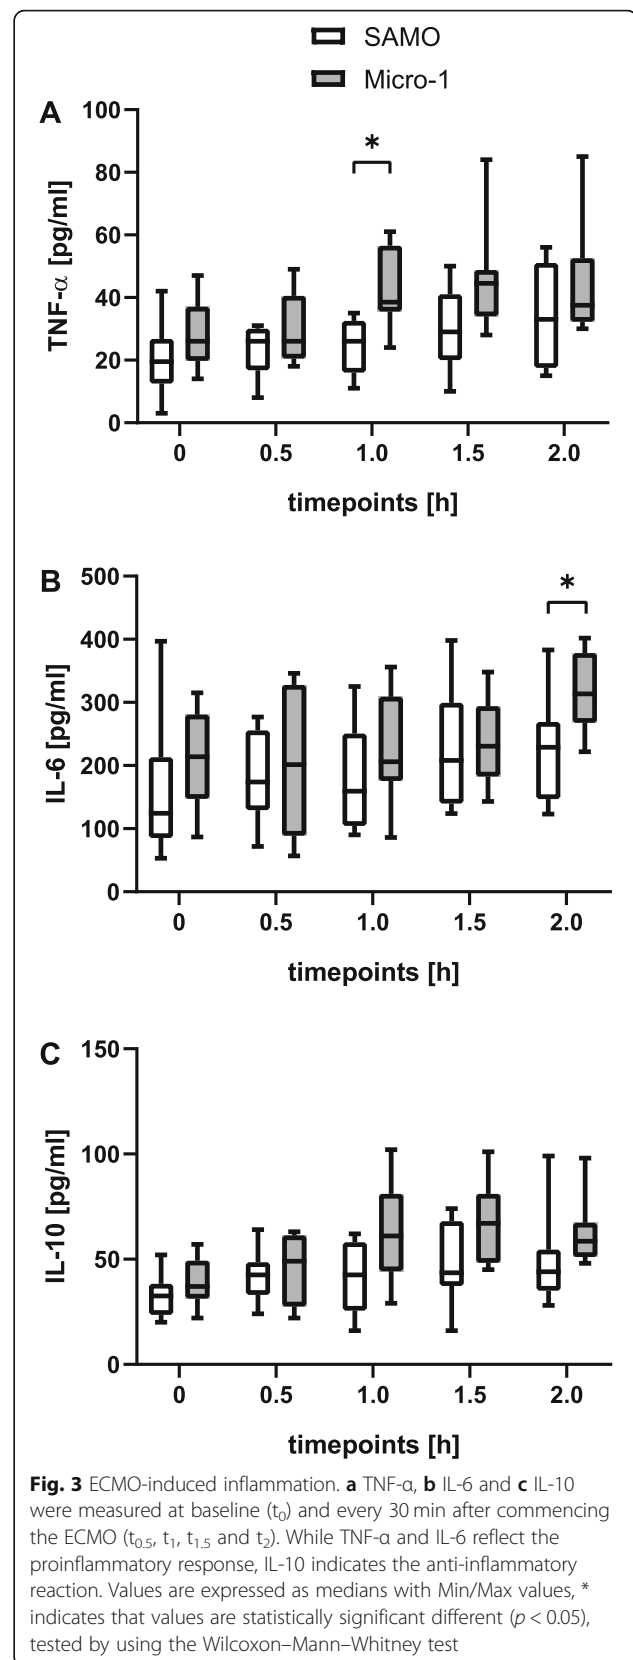 SAMO
Micro-1
A
100
80
60
40
20
0
TNF-α [pg/ml]
*
0 0.5 1.0 1.5 2.0
timepoints [h]
B
500
400
300
200
100
0
IL-6 [pg/ml]
*
0 0.5 1.0 1.5 2.0
timepoints [h]
C
150
100
50
0
IL-10 [pg/ml]
0 0.5 1.0 1.5 2.0
timepoints [h]
Fig. 3 ECMO-induced inflammation. a TNF-α, b IL-6 and c IL-10
were measured at baseline (t0) and every 30 min after commencing
the ECMO (t0.5, t1, t1.5 and t2). While TNF-α and IL-6 reflect the
proinflammatory response, IL-10 indicates the anti-inflammatory
reaction. Values are expressed as medians with Min/Max values, *
indicates that values are statistically significant different (p < 0.05),
tested by using the Wilcoxon–Mann–Whitney test